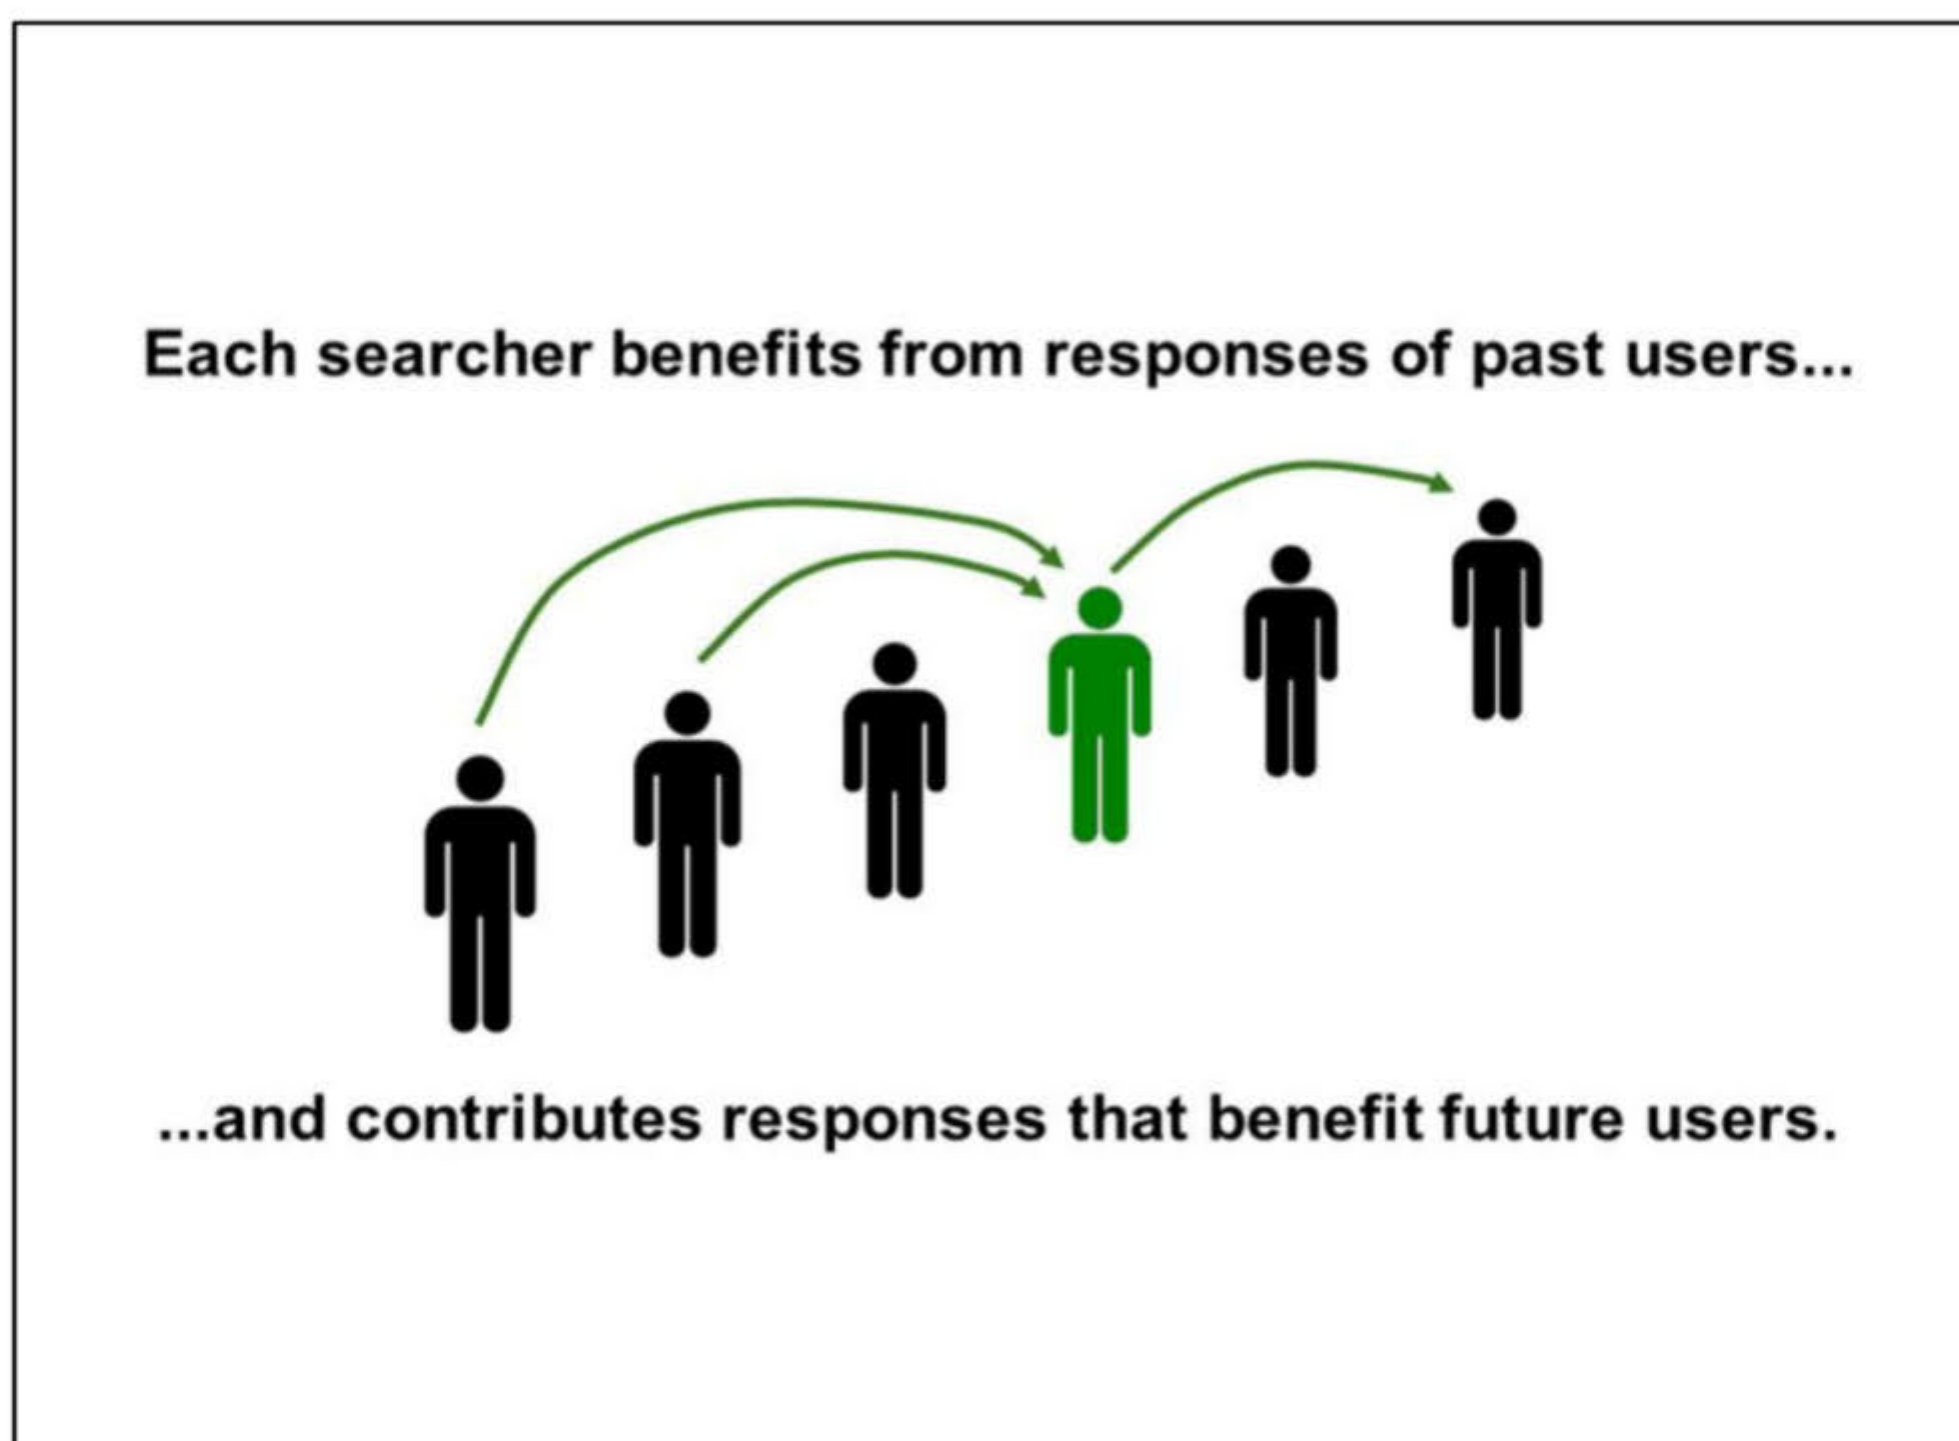 Each searcher benefits from responses of past users...
...and contributes responses that benefit future users.